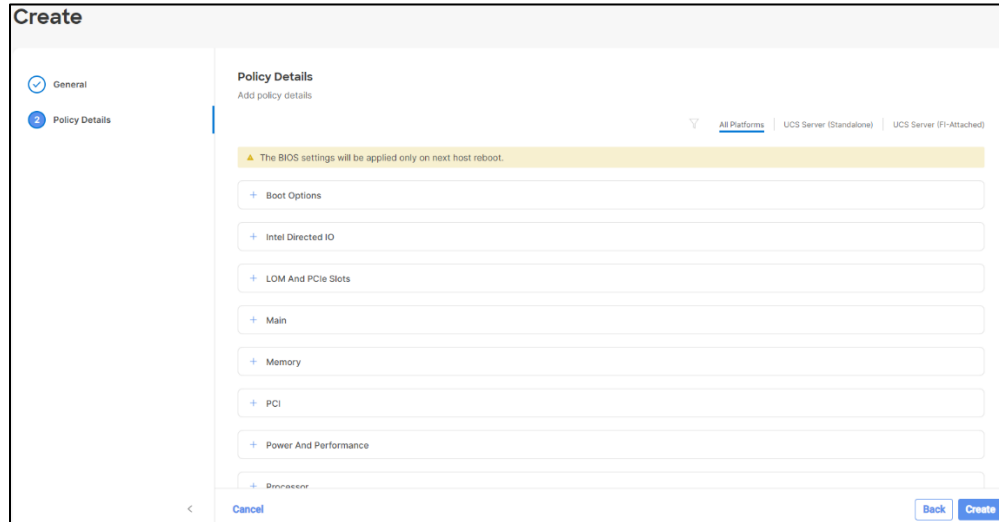 Create
General
2 Policy Details
Policy Details
Add policy details
All Platforms UCS Server (Standalone) UCS Server (FI-Attached)
The BIOS settings will be applied only on next host reboot.
+ Boot Options
+ Intel Directed IO
+ LOM And PCIe Slots
+ Main
+ Memory
+ PCI
+ Power And Performance
+ Processor
< Cancel Back Create